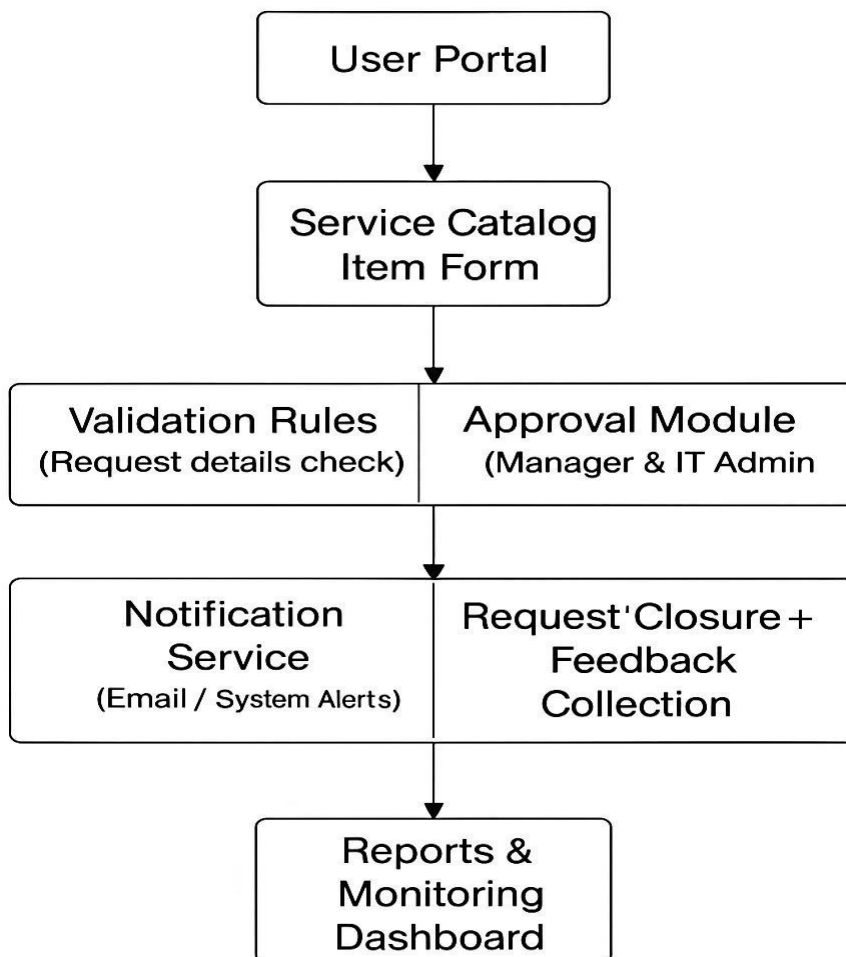 User Portal
Service Catalog
Item Form
Validation Rules
(Request details check)
Approval Module
(Manager & IT Admin
Notification
Service
(Email / System Alerts)
Request'Closure +
Feedback
Collection
Reports &
Monitoring
Dashboard